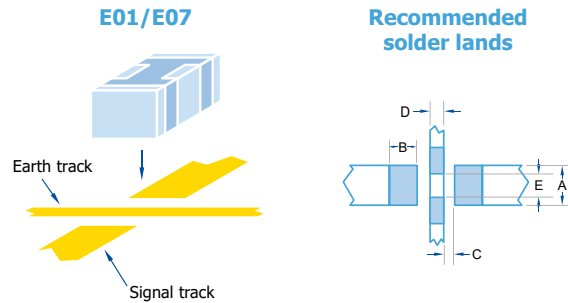 E01/E07
Earth track
Signal track
Recommended
solder lands
D
B
E
A
C